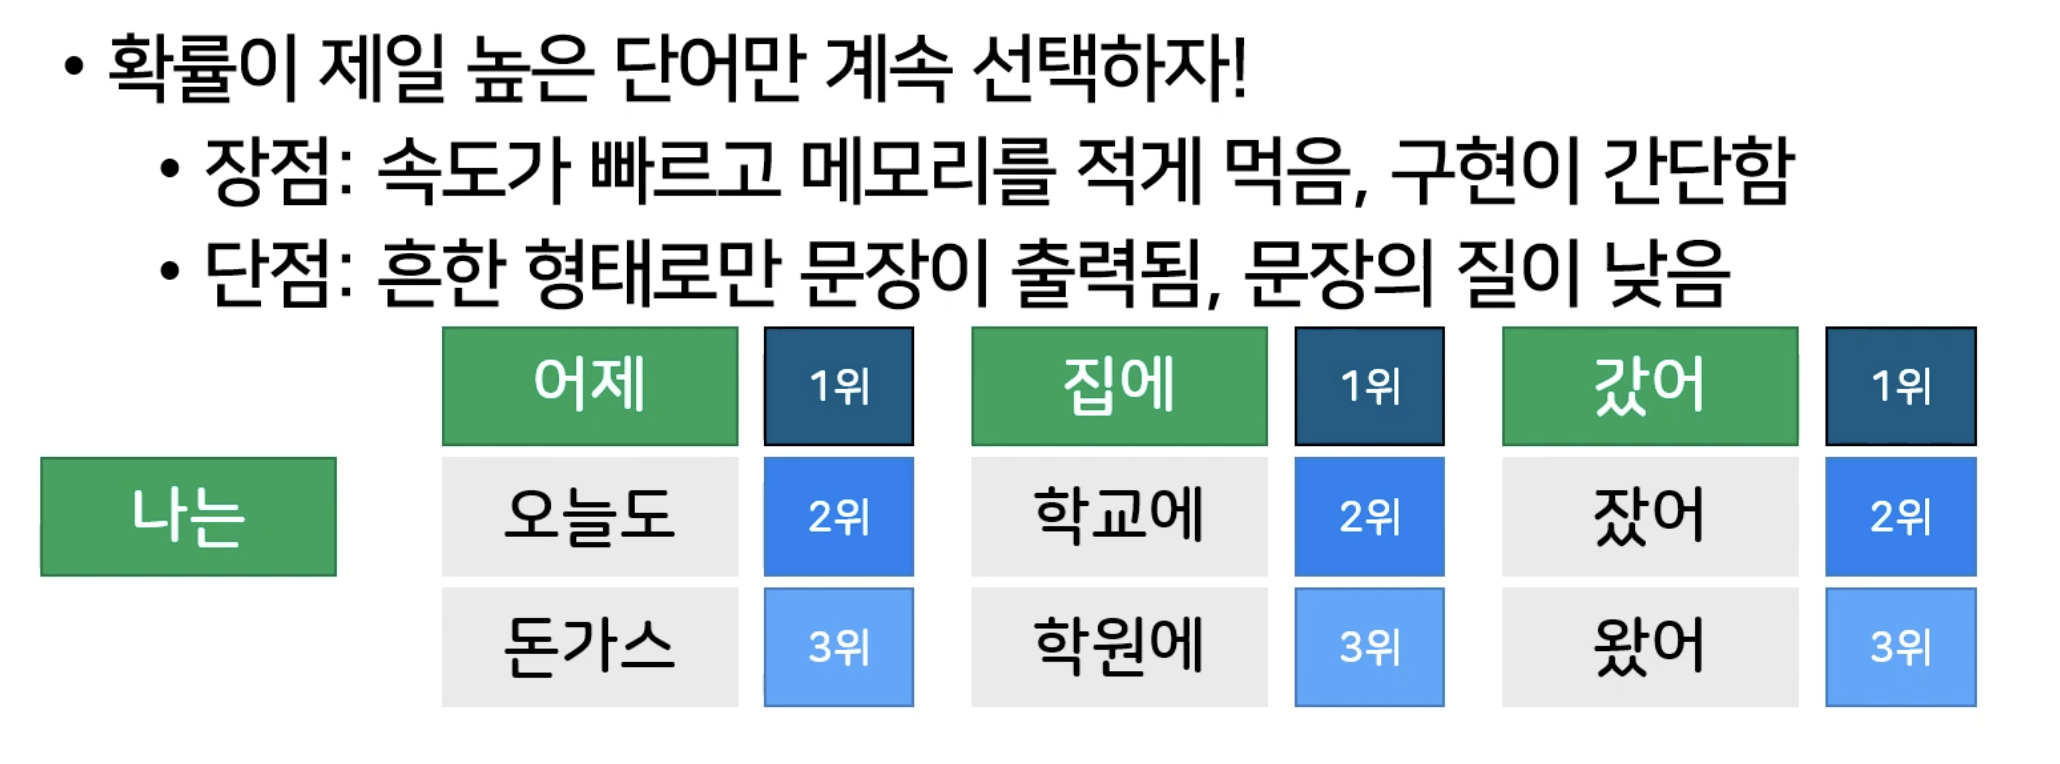 • 확률이 제일 높은 단어만 계속 선택하자!
• 장점: 속도가 빠르고 메모리를 적게 먹음, 구현이 간단함
• 단점: 흔한 형태로만 문장이 출력됨, 문장의 질이 낮음
어제 1위 집에 1위 갔어 1위
나는 오늘도 2위 학교에 2위 잤어 2위
돈가스 3위 학원에 3위 왔어 3위